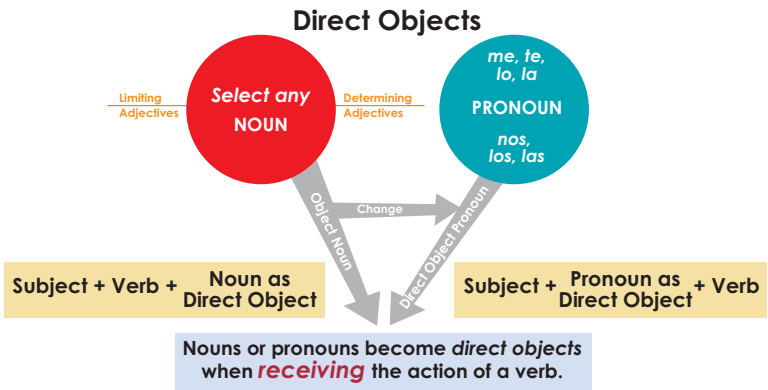 Direct Objects
Limiting
Adjectives
Select any
NOUN
Determining
Adjectives
me, te,
lo, la
PRONOUN
nos,
los, las
Object Noun
Change
Direct Object Pronoun
Subject + Verb + Noun as
Direct Object
Subject + Pronoun as + Verb
Direct Object
Nouns or pronouns become direct objects
when receiving the action of a verb.